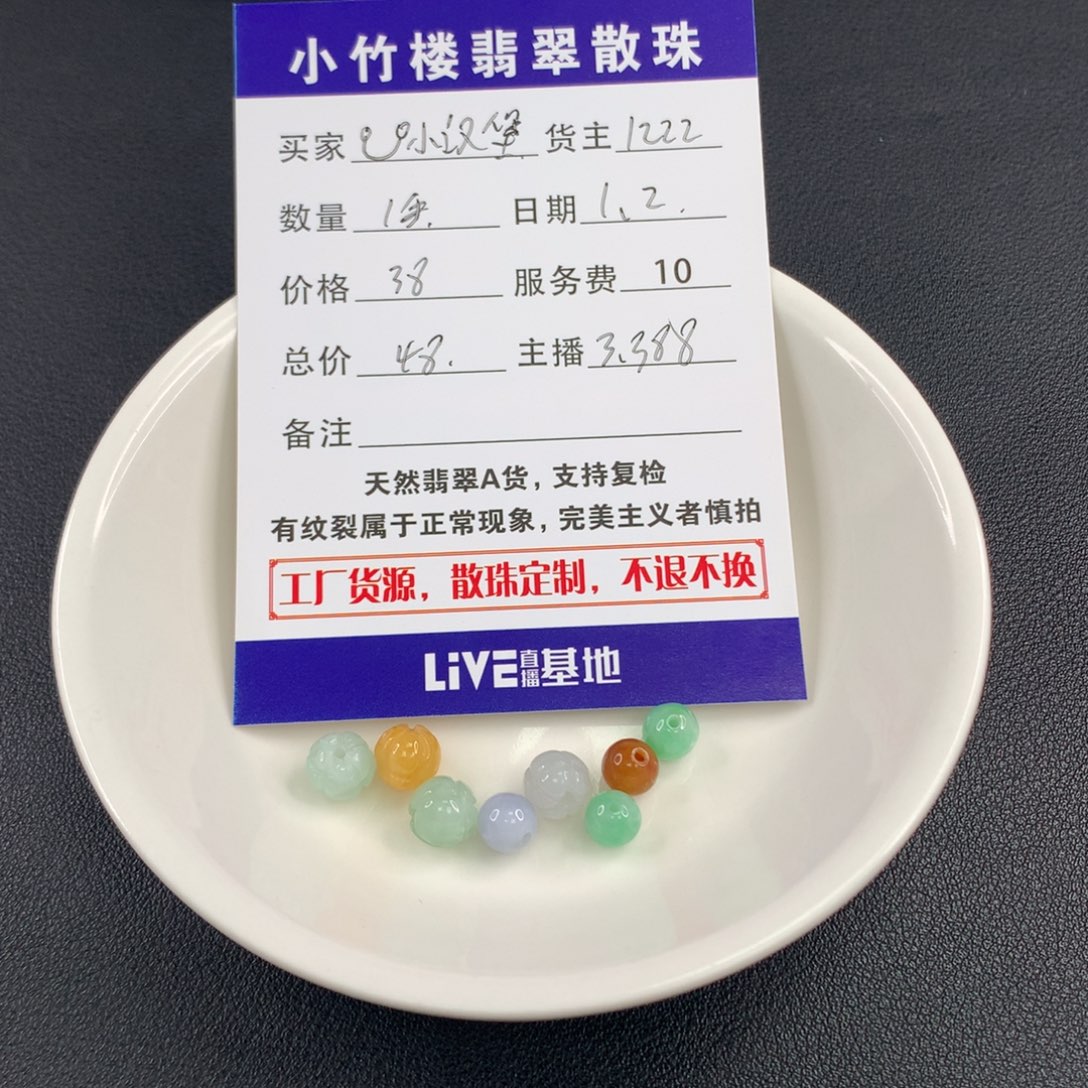 小竹楼翡翠散珠
买家 小汉堡 货主 1222
数量 1 日期 1、2.
价格 38 服务费 10
总价 48. 主播 3.388
备注
天然翡翠A货，支持复检
有纹裂属于正常现象，完美主义者慎拍
工厂货源，散珠定制，不退不换
LiVE直播基地